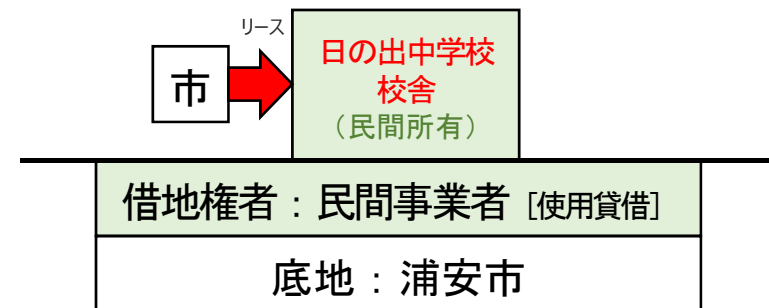 リース
市
日の出中学校
校舎
（民間所有）
借地権者：民間事業者［使用貸借］
底地：浦安市